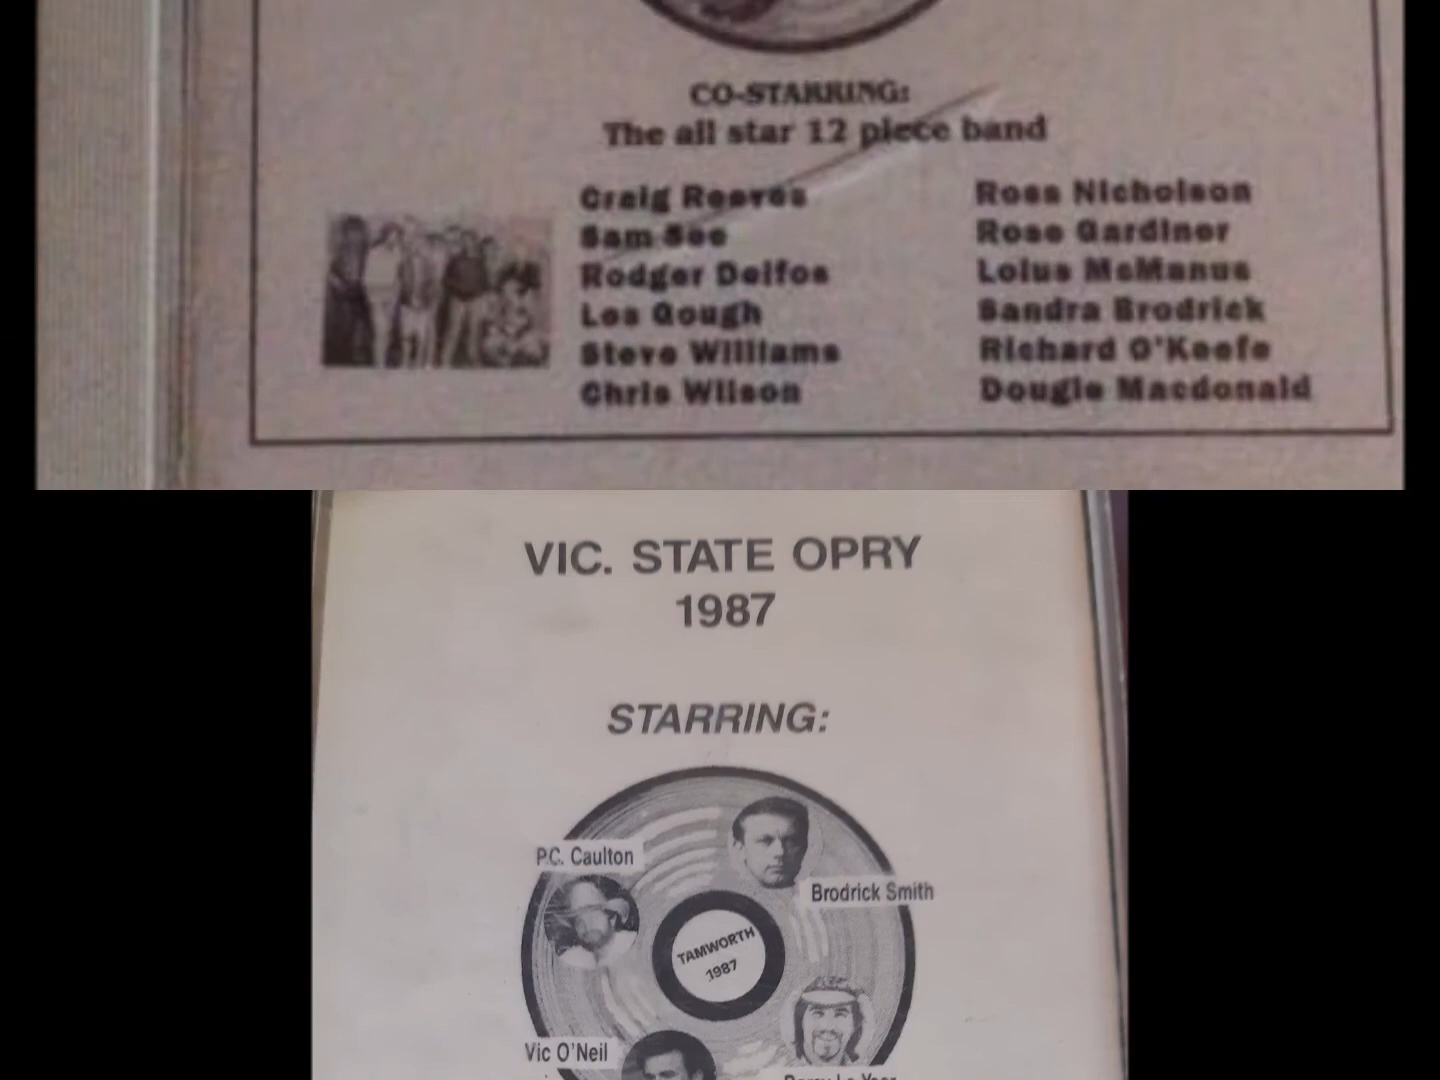 CO-STARRING:
The all star 12 piece band
Craig Reeves
Sam See
Rodger Delfos
Les Gough
Steve Williams
Chris Wilson
Ross Nicholson
Rose Gardiner
Loius McManus
Sandra Brodrick
Richard O'Keefe
Dougie Macdonald
VIC. STATE OPRY
1987
STARRING:
P.C. Caulton
Brodrick Smith
TAMWORTH
1987
Vic O'Neil